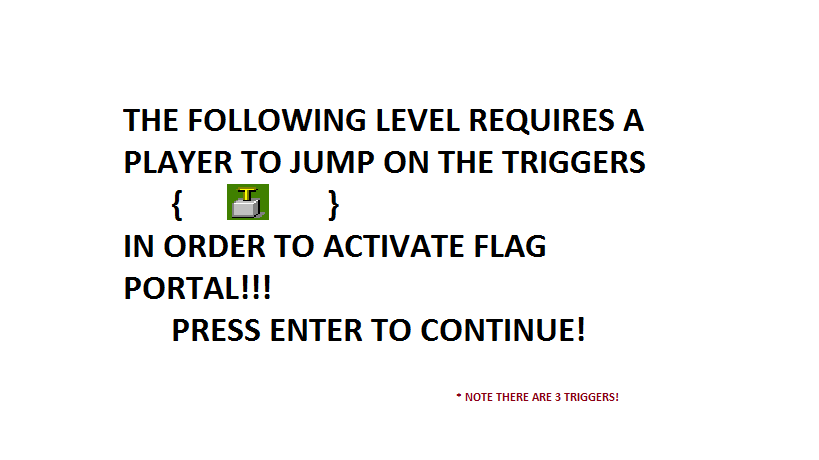 THE FOLLOWING LEVEL REQUIRES A
PLAYER TO JUMP ON THE TRIGGERS
{ T }
IN ORDER TO ACTIVATE FLAG
PORTAL!!!
PRESS ENTER TO CONTINUE!
* NOTE THERE ARE 3 TRIGGERS!